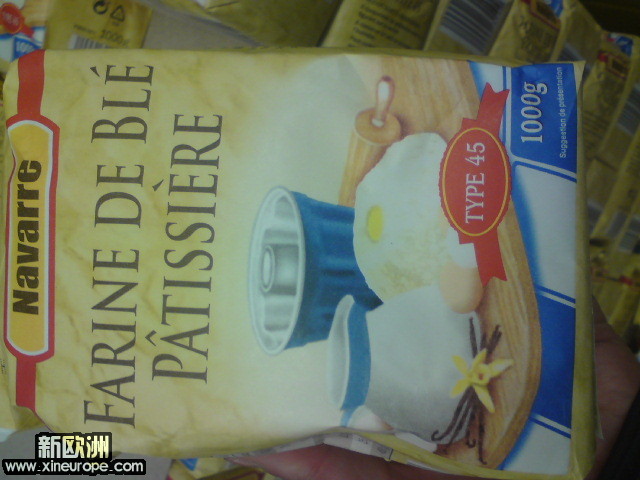 Navarre
FARINE DE BLÉ
PÂTISSIÈRE
TYPE 45
1000g
Suggestion de présentation
新欧洲
www.xineurope.com